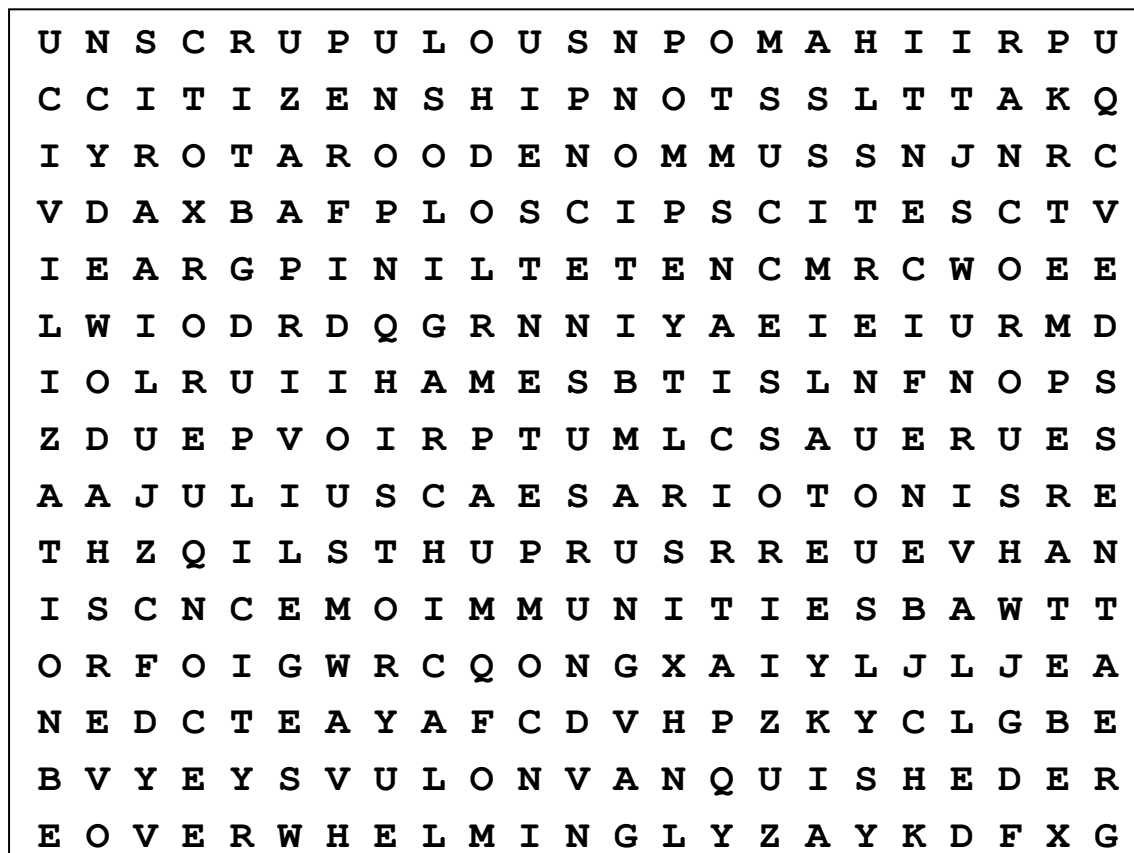 U N S C R U P U L O U S N P O M A H I I R P U
C C I T I Z E N S H I P N O T S S L T T A K Q
I Y R O T A R O O D E N O M M U S S N J N R C
V D A X B A F P L O S C I P S C I T E S C T V
I E A R G P I N I L T E T E N C M R C W O E E
L W I O D R D Q G R N N I Y A E I E I U R M D
I O L R U I I H A M E S B T I S L N F N O P S
Z D U E P V O I R P T U M L C S A U E R U E S
A A J U L I U S C A E S A R I O T O N I S R E
T H Z Q I L S T H U P R U S R R E U E V H A N
I S C N C E M O I M M U N I T I E S B A W T T
O R F O I G W R C Q O N G X A I Y L J L J E A
N E D C T E A Y A F C D V H P Z K Y C L G B E
B V Y E Y S V U L O N V A N Q U I S H E D E R
E O V E R W H E L M I N G L Y Z A Y K D F X G